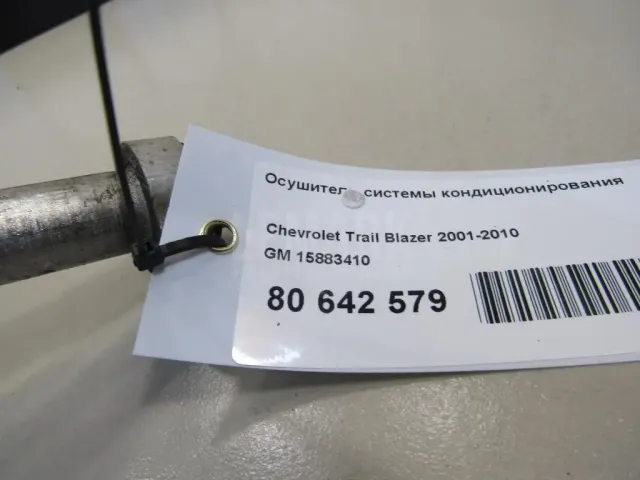 Осушитель системы кондиционирования
Chevrolet Trail Blazer 2001-2010
GM 15883410
80 642 579